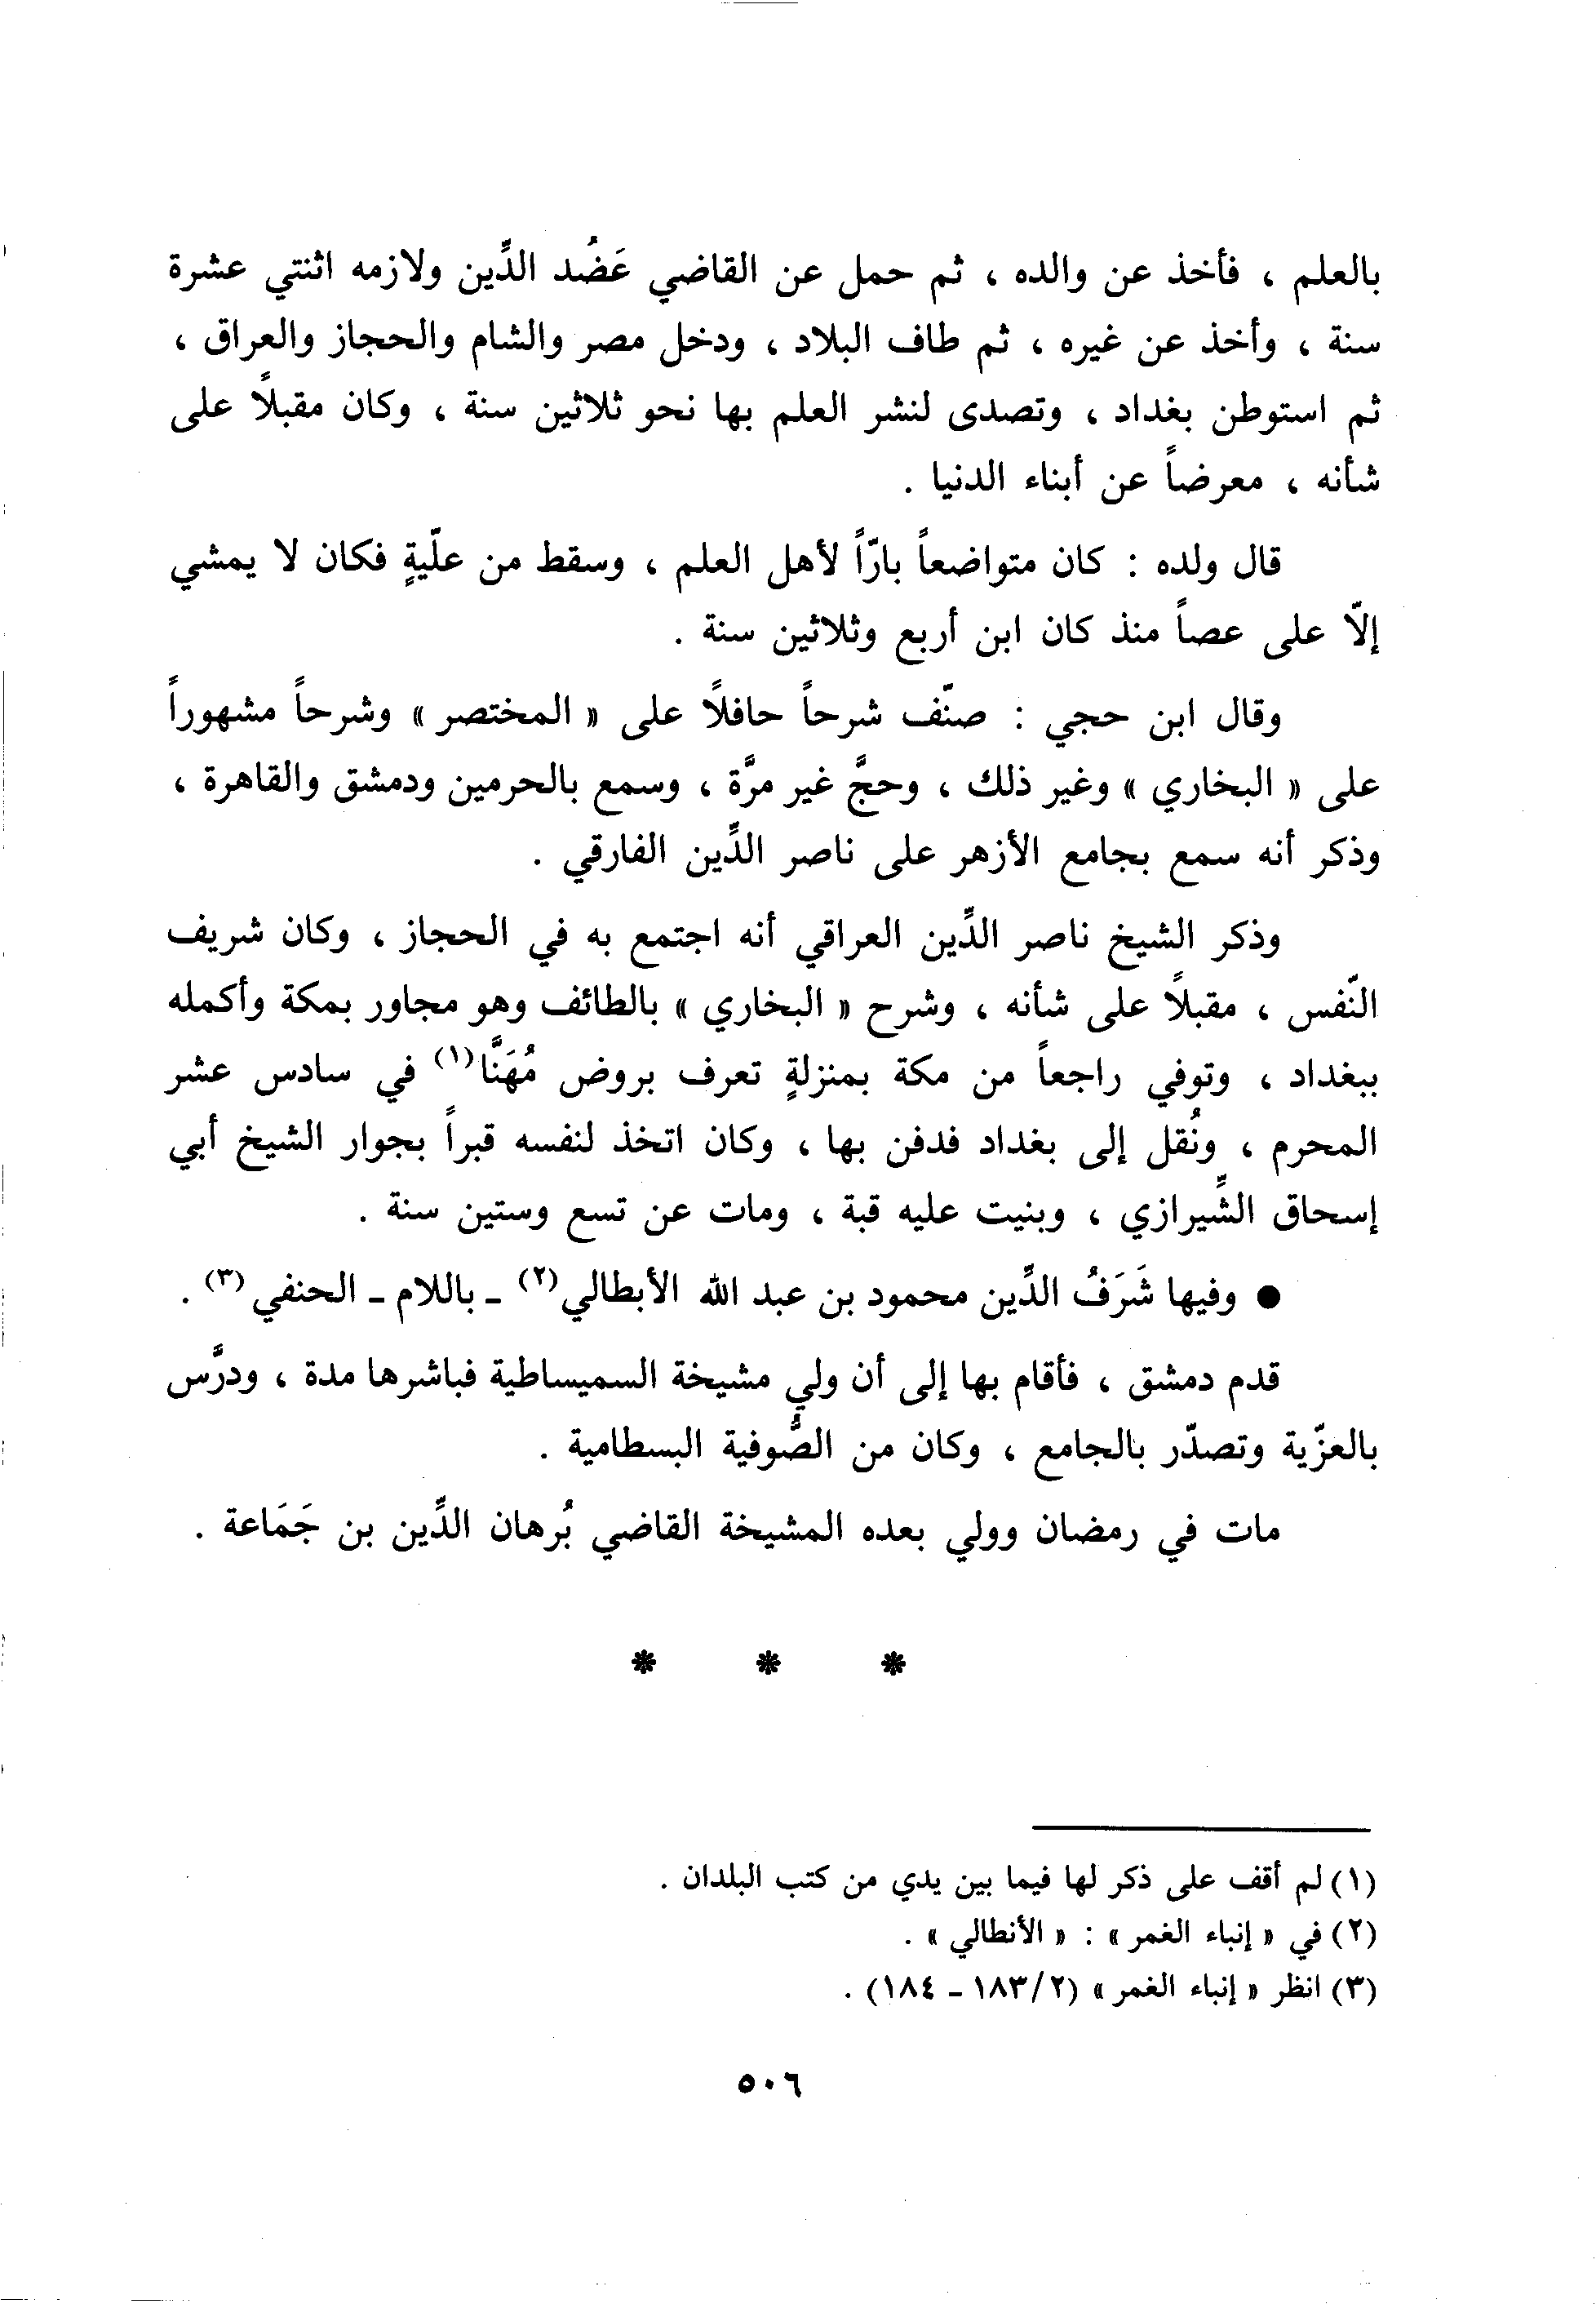 بالعلم ، فأخذ عن والده ، ثم حمل عن القاضي عَضُد الدِّين ولازمه اثنتي عشرة
سنة ، وأخذ عن غيره ، ثم طاف البلاد ، ودخل مصر والشام والحجاز والعراق ،
ثم استوطن بغداد ، وتصدى لنشر العلم بها نحو ثلاثين سنة ، وكان مقبلاً على
شأنه ، معرضاً عن أبناء الدنيا .
قال ولده : كان متواضعاً بارّاً لأهل العلم ، وسقط من علّيةٍ فكان لا يمشي
إلّا على عصاً منذ كان ابن أربع وثلاثين سنة .
وقال ابن حجي : صنّف شرحاً حافلاً على « المختصر » وشرحاً مشهوراً
على « البخاري » وغير ذلك ، وحجَّ غير مرَّة ، وسمع بالحرمين ودمشق والقاهرة ،
وذكر أنه سمع بجامع الأزهر على ناصر الدِّين الفارقي .
وذكر الشيخ ناصر الدِّين العراقي أنه اجتمع به في الحجاز ، وكان شريف
النّفس ، مقبلاً على شأنه ، وشرح « البخاري » بالطائف وهو مجاور بمكة وأكمله
ببغداد ، وتوفي راجعاً من مكة بمنزلةٍ تعرف بروض مُهَنَّا(١) في سادس عشر
المحرم ، ونُقل إلى بغداد فدفن بها ، وكان اتخذ لنفسه قبراً بجوار الشيخ أبي
إسحاق الشِّيرازي ، وبنيت عليه قبة ، ومات عن تسع وستين سنة .
● وفيها شَرَفُ الدِّين محمود بن عبد الله الأبطالي(٢) ـ باللام ـ الحنفي(٣) .
قدم دمشق ، فأقام بها إلى أن ولي مشيخة السميساطية فباشرها مدة ، ودرَّس
بالعزّية وتصدّر بالجامع ، وكان من الصُّوفية البسطامية .
مات في رمضان وولي بعده المشيخة القاضي بُرهان الدِّين بن جَمَاعة .
* * *
(١) لم أقف على ذكر لها فيما بين يدي من كتب البلدان .
(٢) في « إنباء الغمر » : « الأنطالي » .
(٣) انظر « إنباء الغمر » (٢/١٨٣ ـ ١٨٤) .
٥٠٦